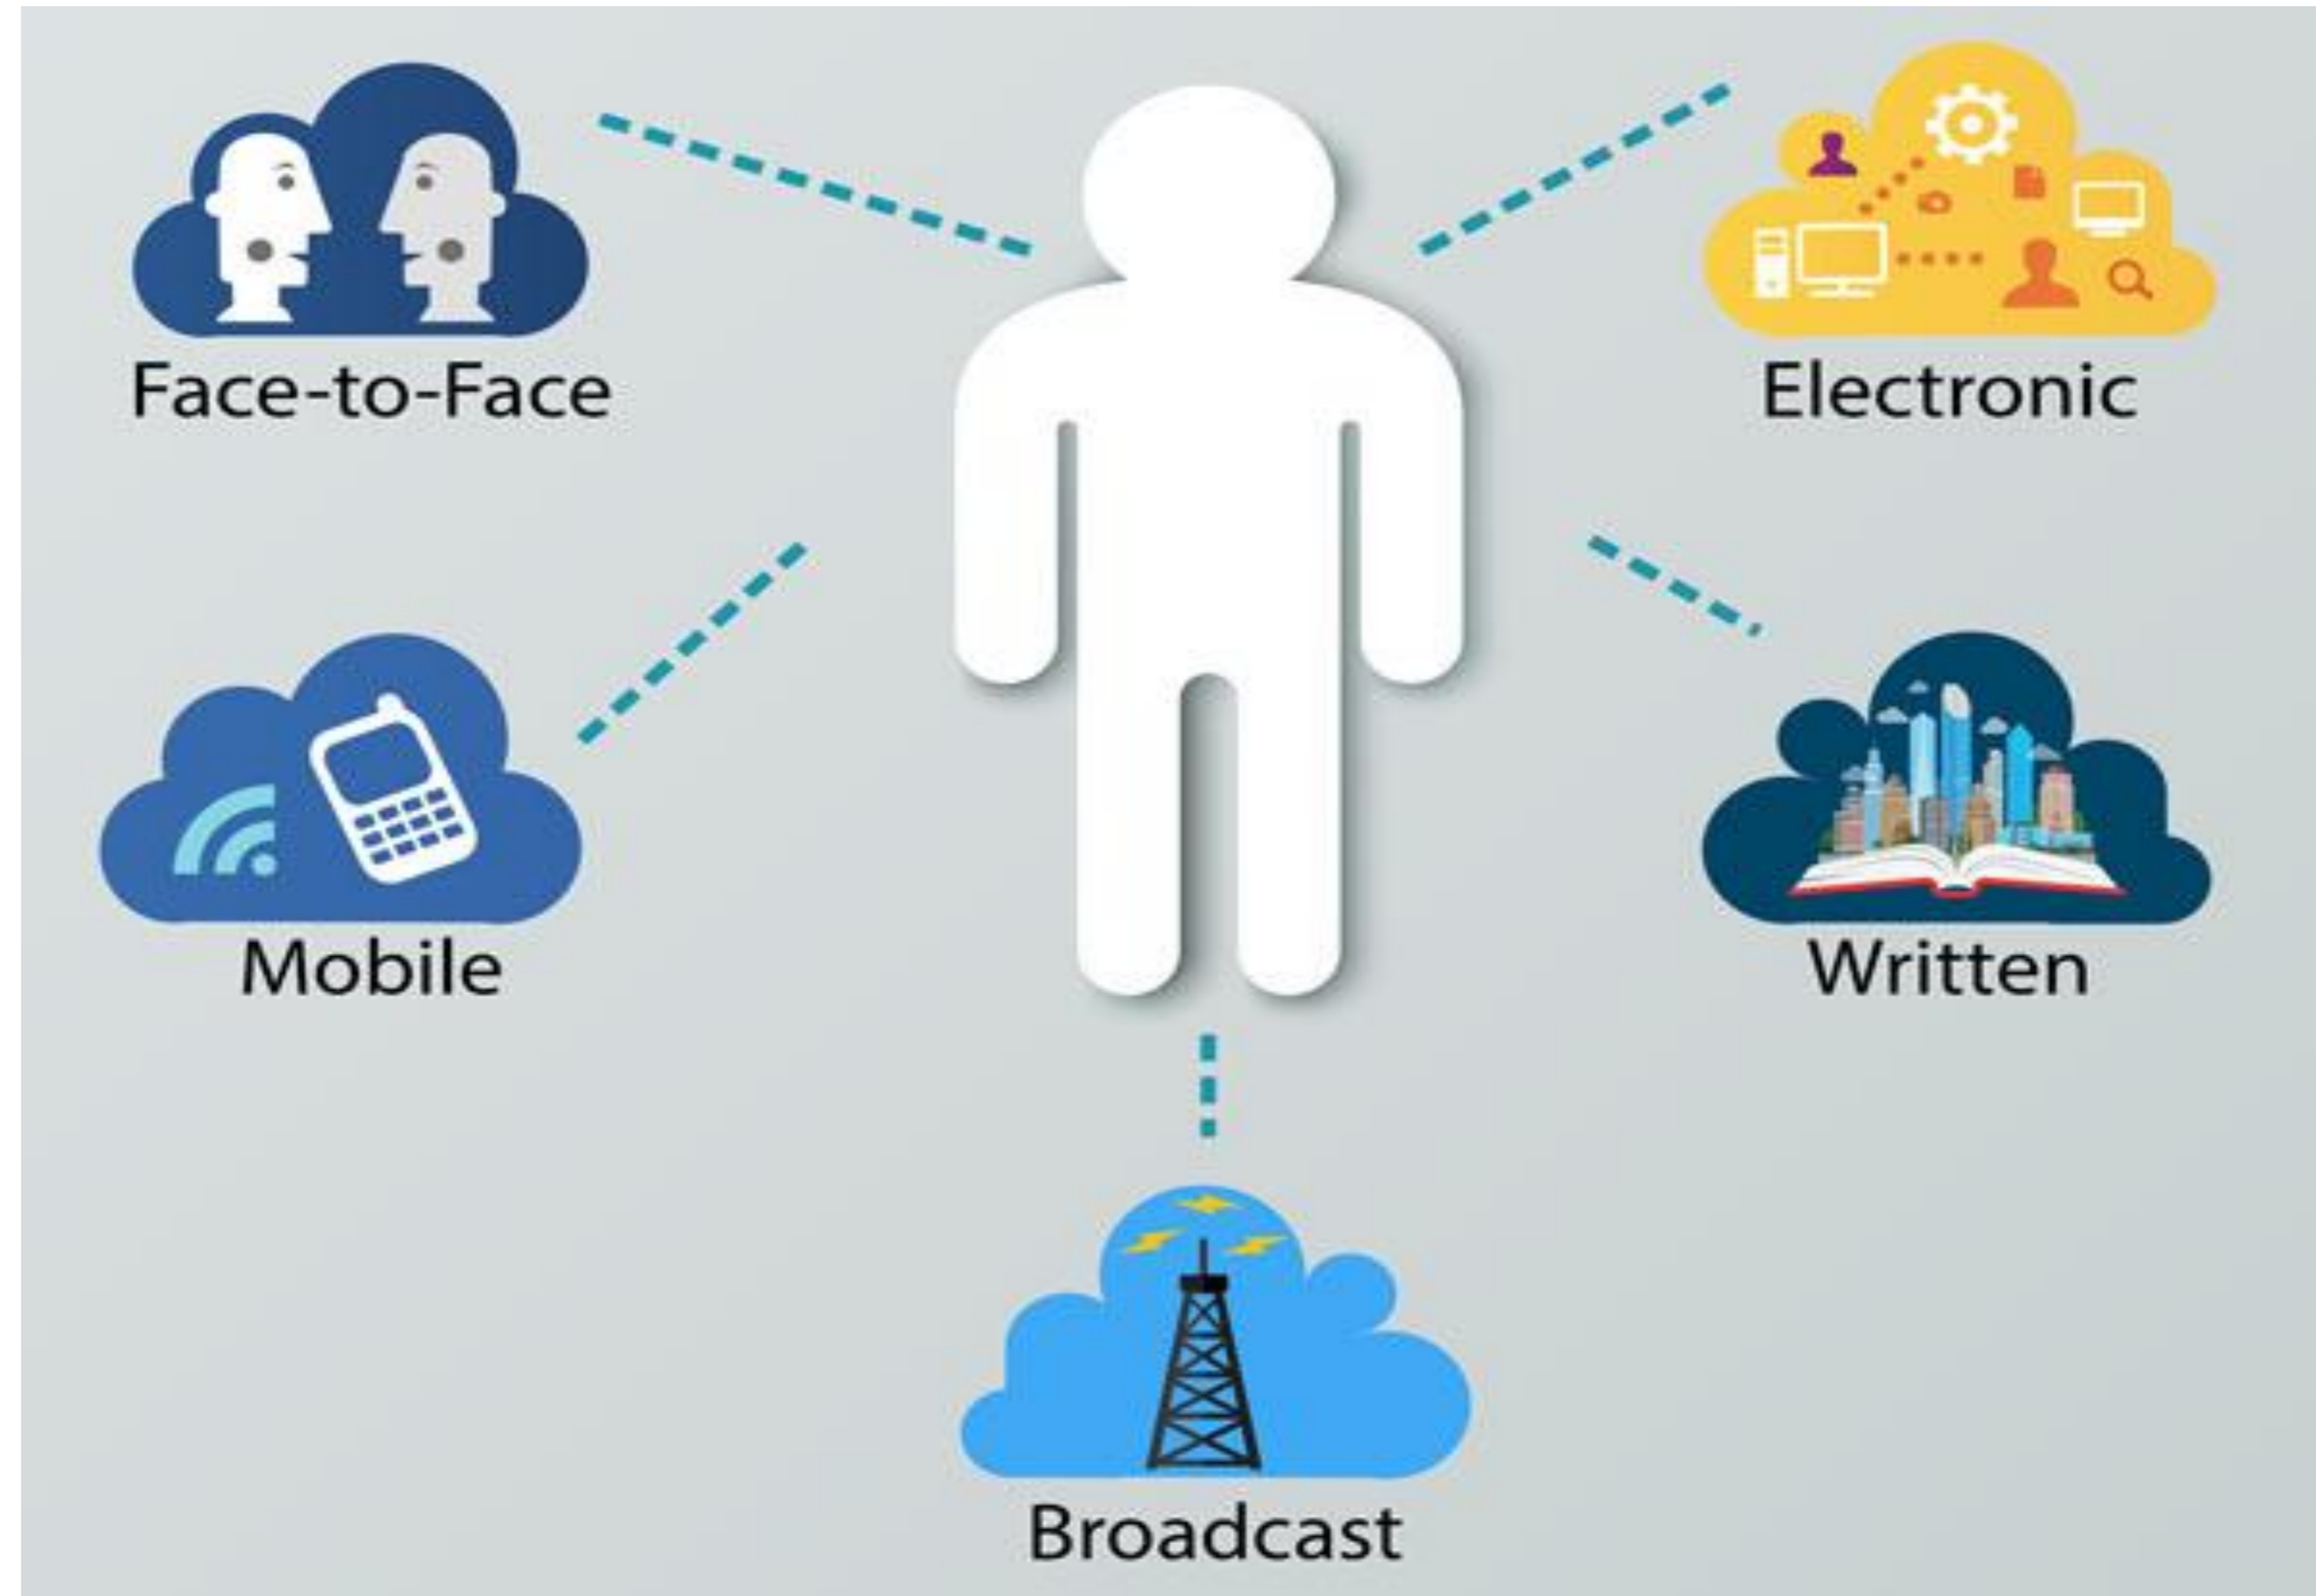 Face-to-Face
Electronic
Mobile
Written
Broadcast